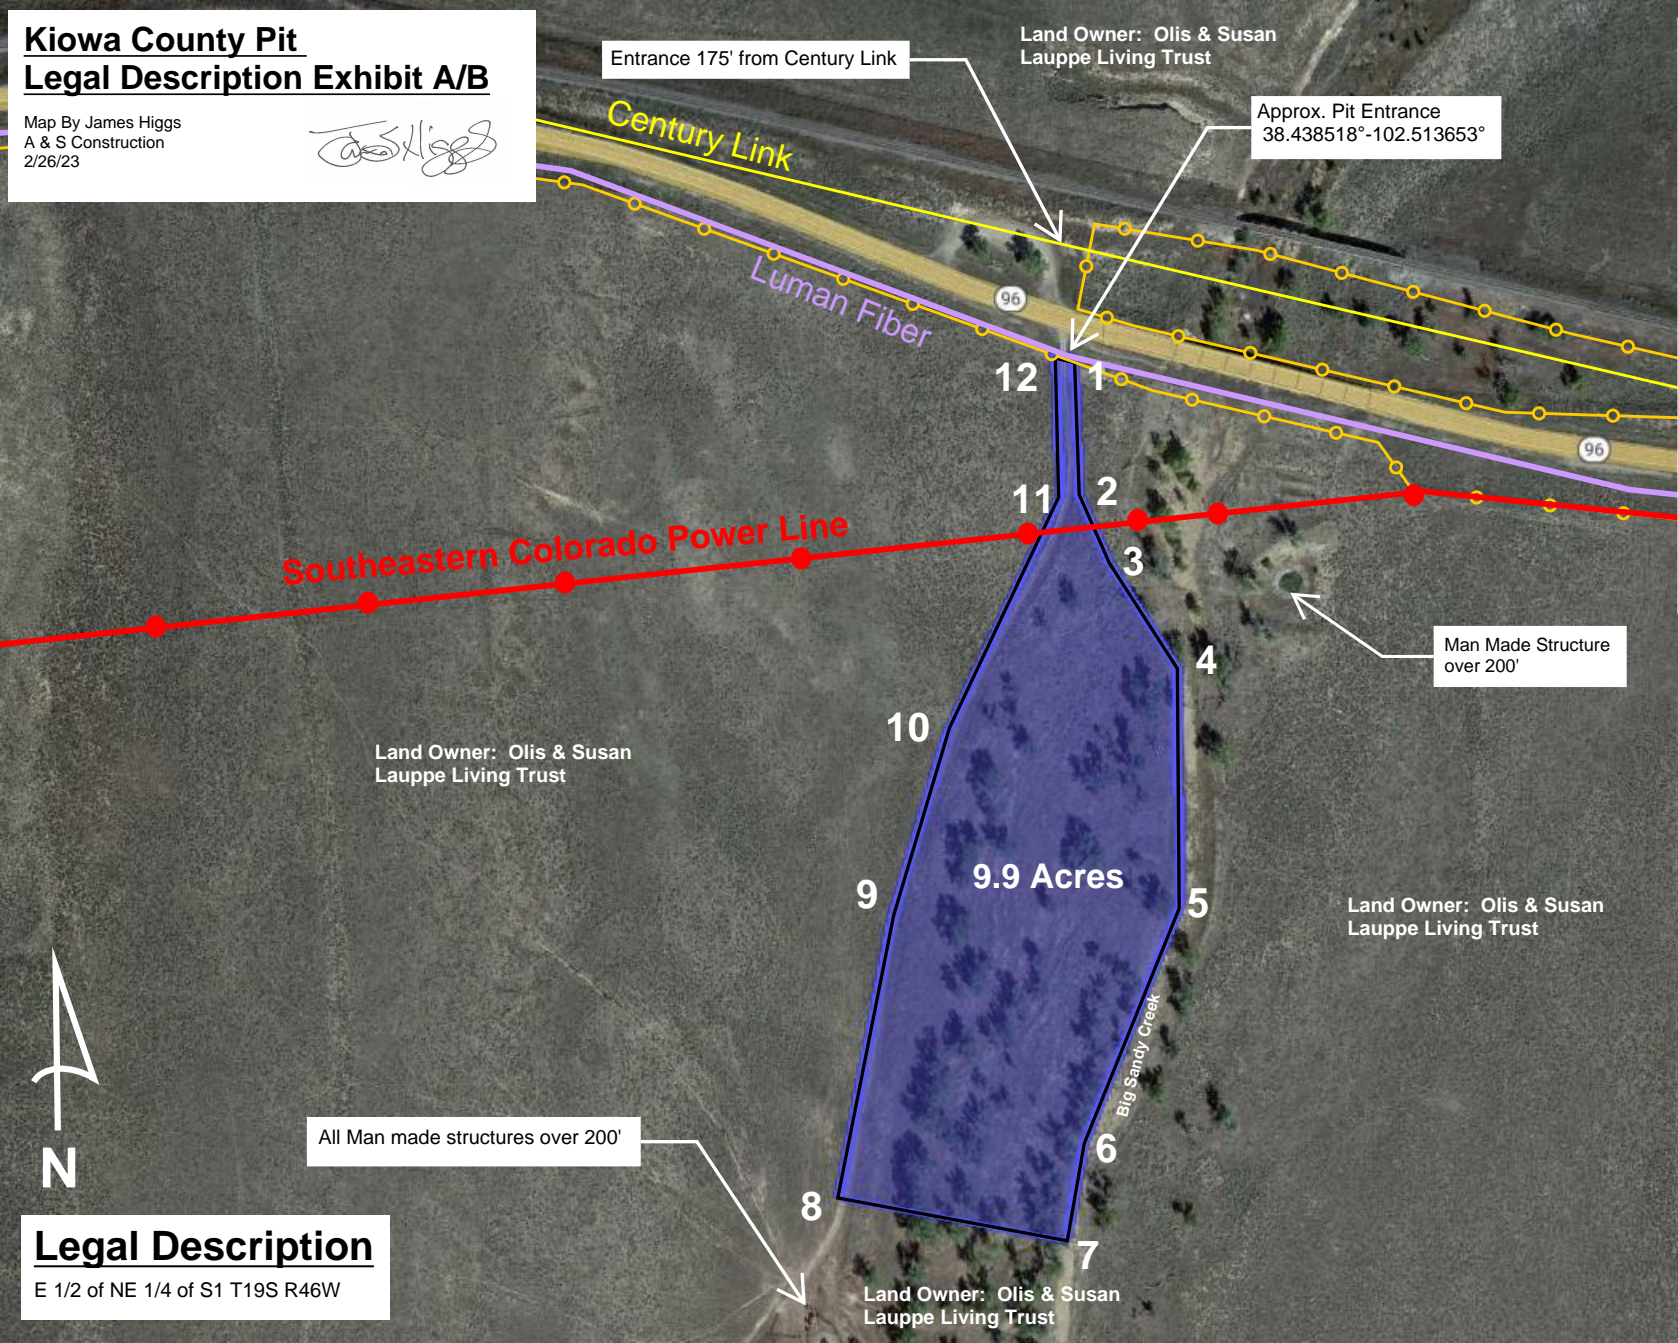 Kiowa County Pit
Legal Description Exhibit A/B
Map By James Higgs
A & S Construction
2/26/23
James Higgs
Entrance 175' from Century Link
Land Owner: Olis & Susan
Lauppe Living Trust
Approx. Pit Entrance
38.438518°-102.513653°
Century Link
Luman Fiber
96
96
12
1
11
2
Southeastern Colorado Power Line
3
4
Man Made Structure
over 200'
10
Land Owner: Olis & Susan
Lauppe Living Trust
9.9 Acres
9
5
Land Owner: Olis & Susan
Lauppe Living Trust
Big Sandy Creek
All Man made structures over 200'
6
N
8
7
Legal Description
E 1/2 of NE 1/4 of S1 T19S R46W
Land Owner: Olis & Susan
Lauppe Living Trust